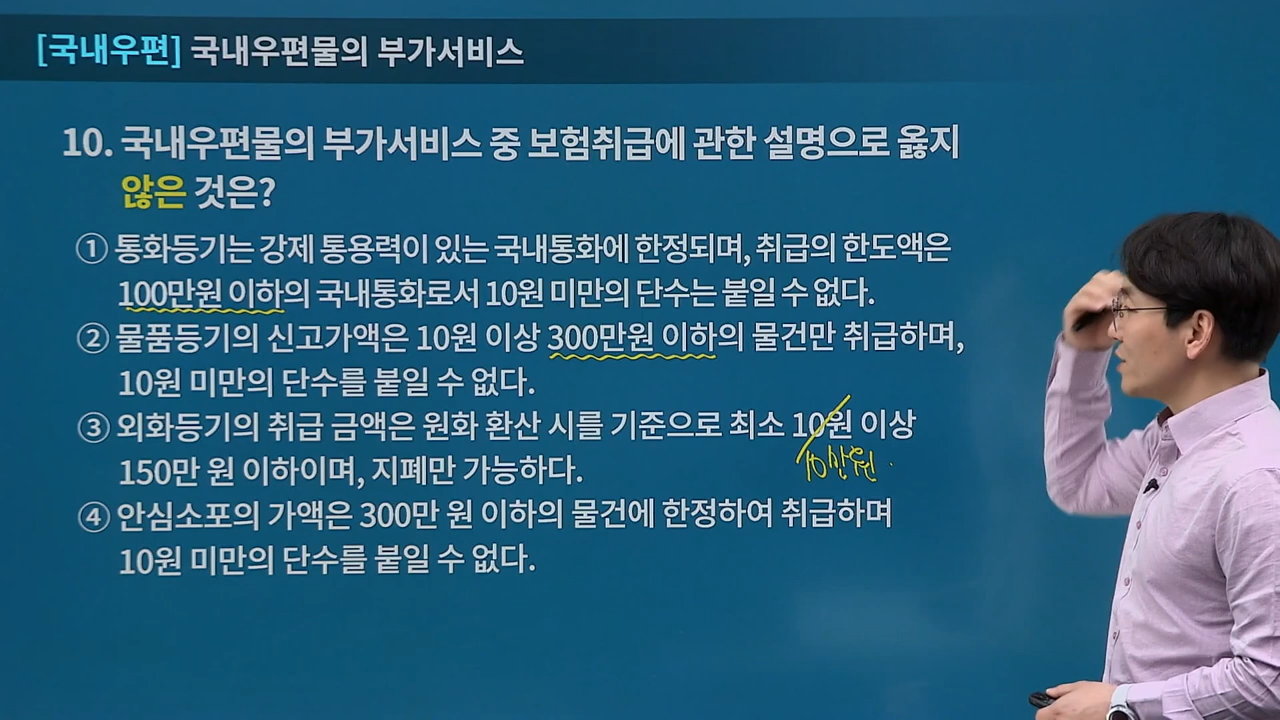 [국내우편] 국내우편물의 부가서비스
10. 국내우편물의 부가서비스 중 보험취급에 관한 설명으로 옳지
않은 것은?
① 통화등기는 강제 통용력이 있는 국내통화에 한정되며, 취급의 한도액은
100만원 이하의 국내통화로서 10원 미만의 단수는 붙일 수 없다.
② 물품등기의 신고가액은 10원 이상 300만원 이하의 물건만 취급하며,
10원 미만의 단수를 붙일 수 없다.
③ 외화등기의 취급 금액은 원화 환산 시를 기준으로 최소 10원 이상
10만원
150만 원 이하이며, 지폐만 가능하다.
④ 안심소포의 가액은 300만 원 이하의 물건에 한정하여 취급하며
10원 미만의 단수를 붙일 수 없다.